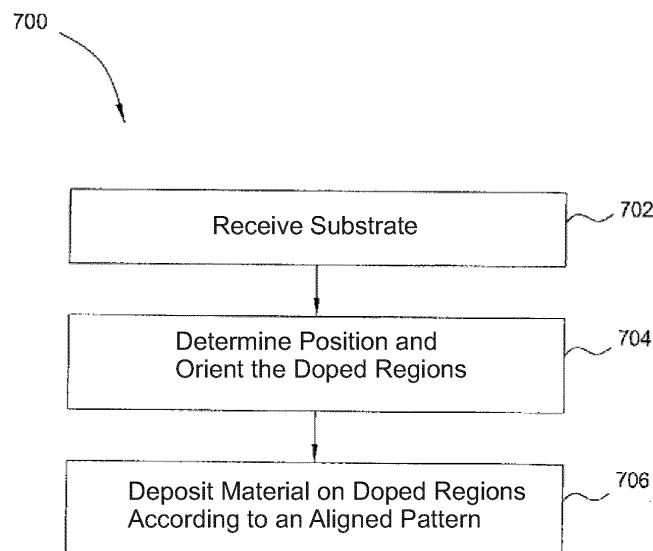 700
Receive Substrate
702
Determine Position and
Orient the Doped Regions
704
Deposit Material on Doped Regions
According to an Aligned Pattern
706